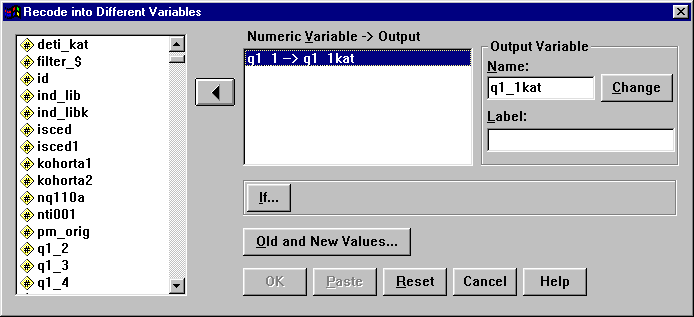 Recode into Different Variables
deti_kat
filter_$
id
ind_lib
ind_libk
isced
isced1
kohorta1
kohorta2
nq110a
nti001
pm_orig
q1_2
q1_3
q1_4
Numeric Variable -> Output
q1_1 --> q1_1kat
Output Variable
Name:
q1_1kat
Change
Label:
If...
Old and New Values...
OK
Paste
Reset
Cancel
Help